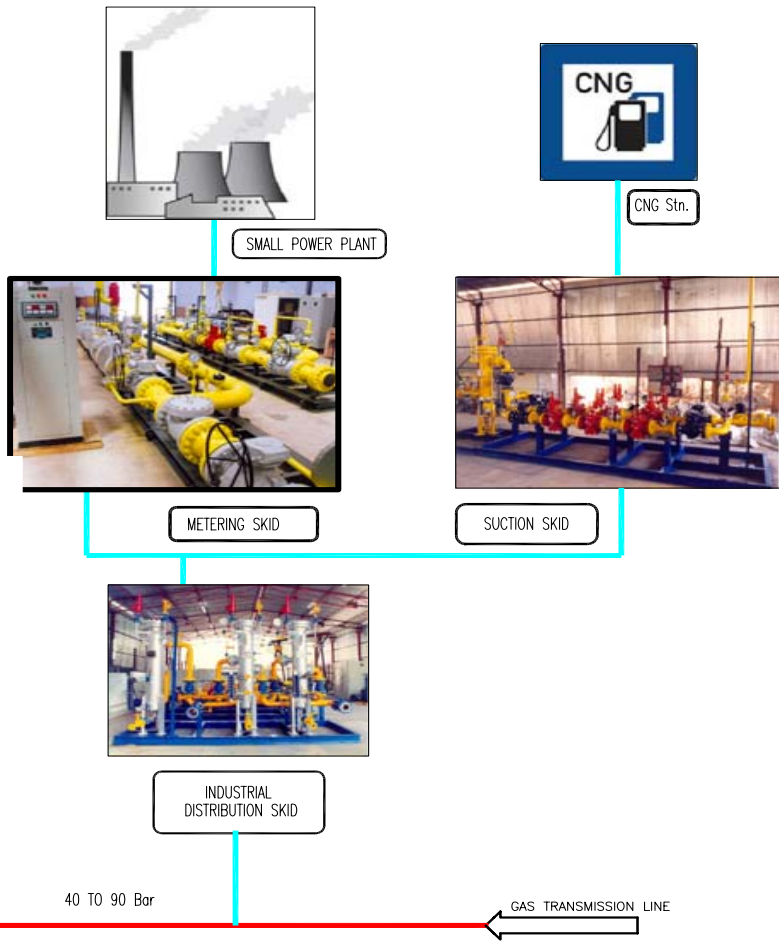 CNG
CNG Stn.
SMALL POWER PLANT
METERING SKID
SUCTION SKID
INDUSTRIAL
DISTRIBUTION SKID
40 TO 90 Bar
GAS TRANSMISSION LINE